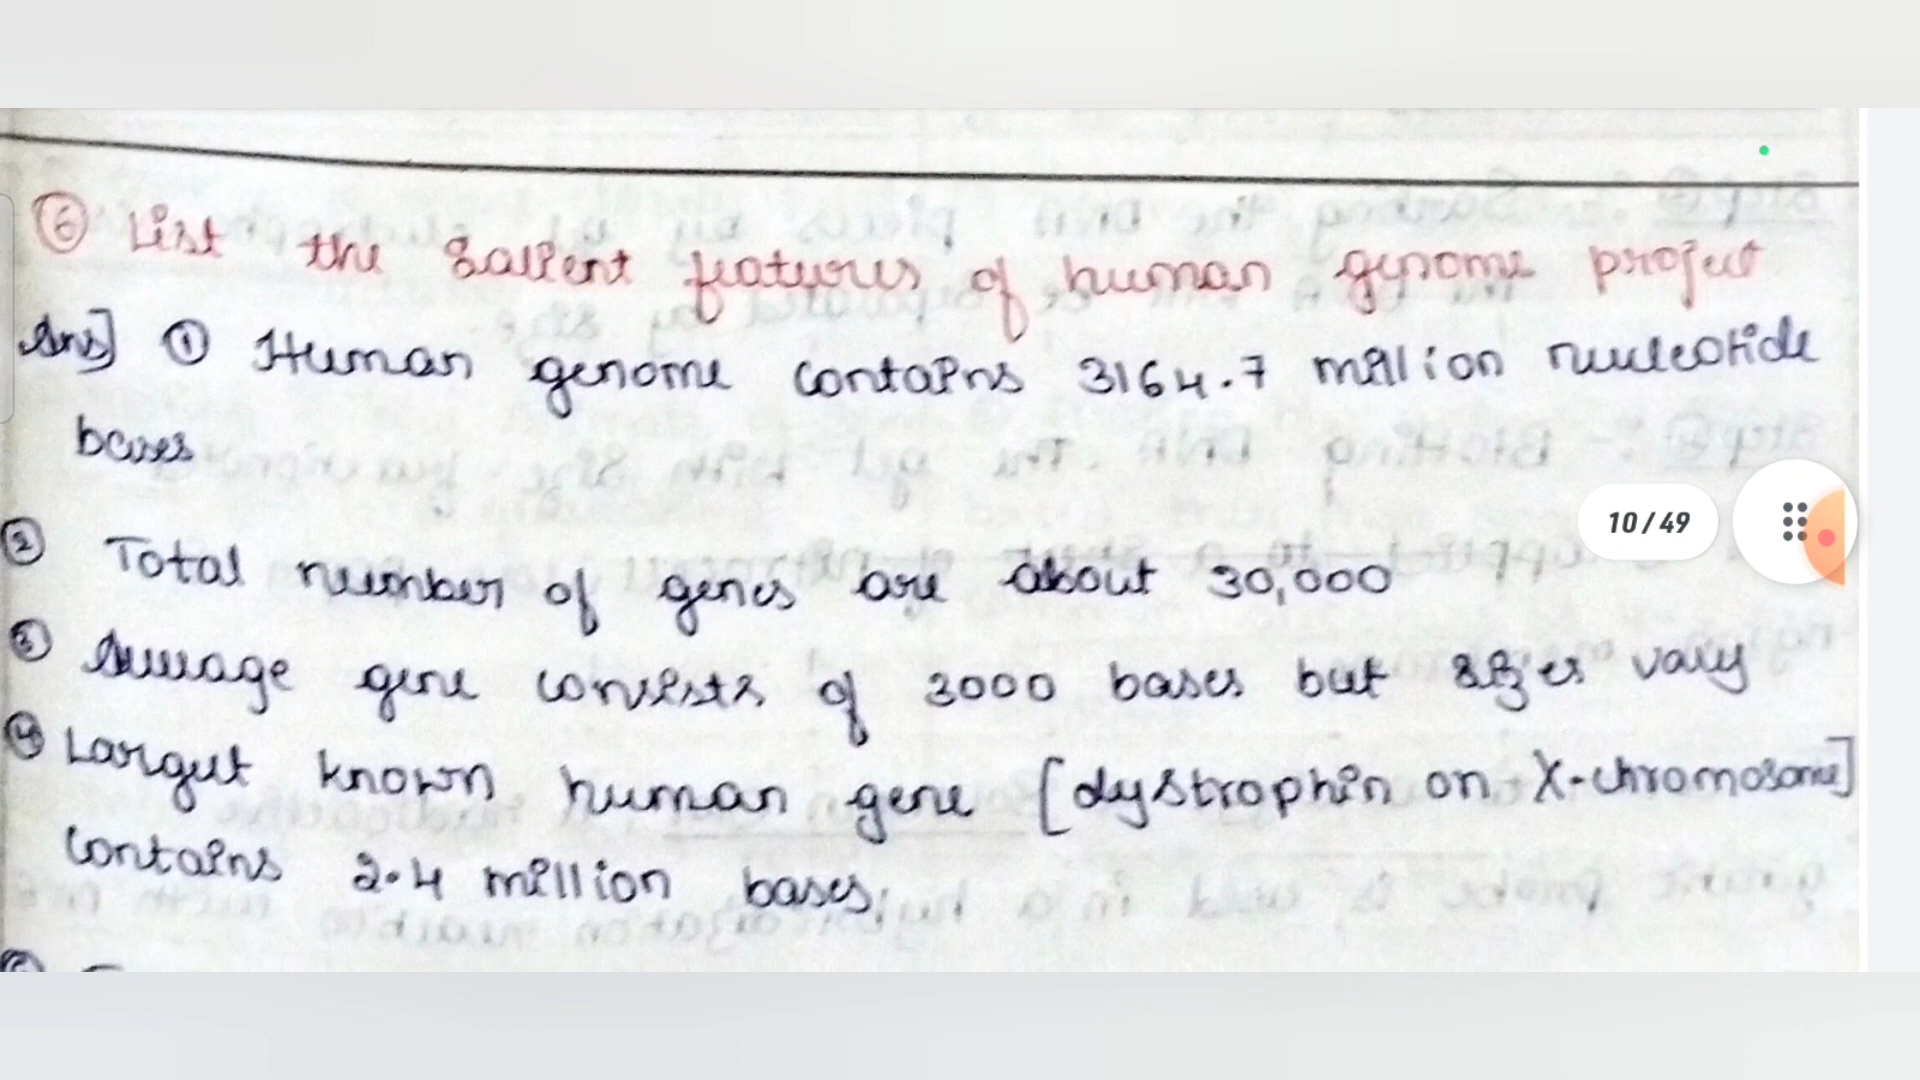 6 List the Salient features of human genome project
Ans] 1 Human genome contains 3164.7 million nucleotide
bases
10/49
2 Total number of genes are about 30,000
3 Average gene consists of 3000 bases but sizes vary
4 Largest known human gene [dystrophin on X-chromosome]
contains 2.4 million bases,